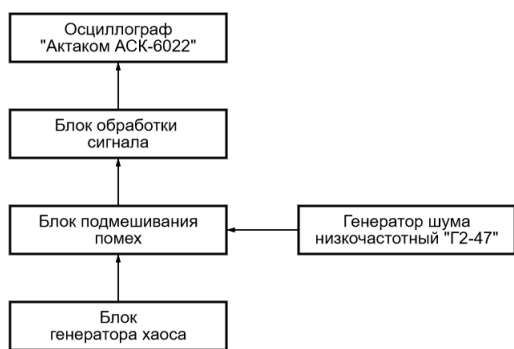 Осциллограф
"Актаком АСК-6022"
Блок обработки
сигнала
Блок подмешивания
помех
Генератор шума
низкочастотный "Г2-47"
Блок
генератора хаоса